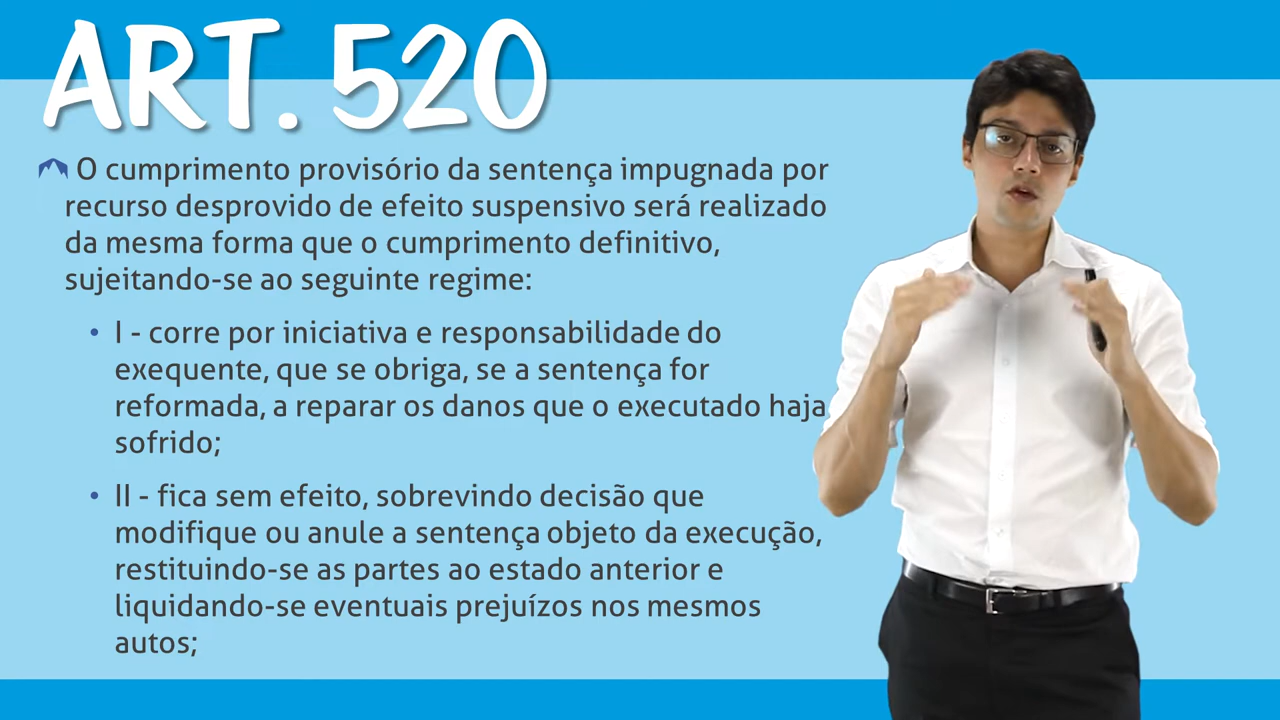 ART. 520
O cumprimento provisório da sentença impugnada por
recurso desprovido de efeito suspensivo será realizado
da mesma forma que o cumprimento definitivo,
sujeitando-se ao seguinte regime:
• I - corre por iniciativa e responsabilidade do
exequente, que se obriga, se a sentença for
reformada, a reparar os danos que o executado haja
sofrido;
• II - fica sem efeito, sobrevindo decisão que
modifique ou anule a sentença objeto da execução,
restituindo-se as partes ao estado anterior e
liquidando-se eventuais prejuízos nos mesmos
autos;